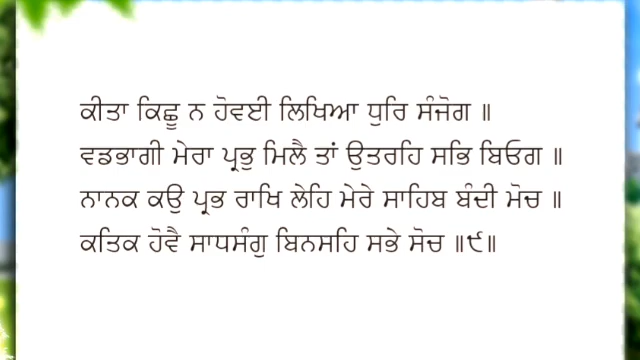 ਕੀਤਾ ਕਿਛੂ ਨ ਹੋਵਈ ਲਿਖਿਆ ਧੁਰਿ ਸੰਜੋਗ ॥
ਵਡਭਾਗੀ ਮੇਰਾ ਪ੍ਰਭੁ ਮਿਲੈ ਤਾਂ ਉਤਰਹਿ ਸਭਿ ਬਿਓਗ ॥
ਨਾਨਕ ਕਉ ਪ੍ਰਭ ਰਾਖਿ ਲੇਹਿ ਮੇਰੇ ਸਾਹਿਬ ਬੰਦੀ ਮੋਚ ॥
ਕਤਿਕ ਹੋਵੈ ਸਾਧਸੰਗੁ ਬਿਨਸਹਿ ਸਭੇ ਸੋਚ ॥੯॥